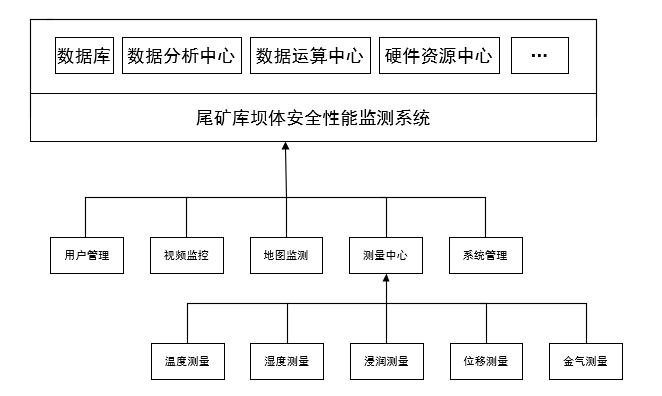 数据库 数据分析中心 数据运算中心 硬件资源中心 ...
尾矿库坝体安全性能监测系统
用户管理 视频监控 地图监测 测量中心 系统管理
温度测量 湿度测量 浸润测量 位移测量 金气测量